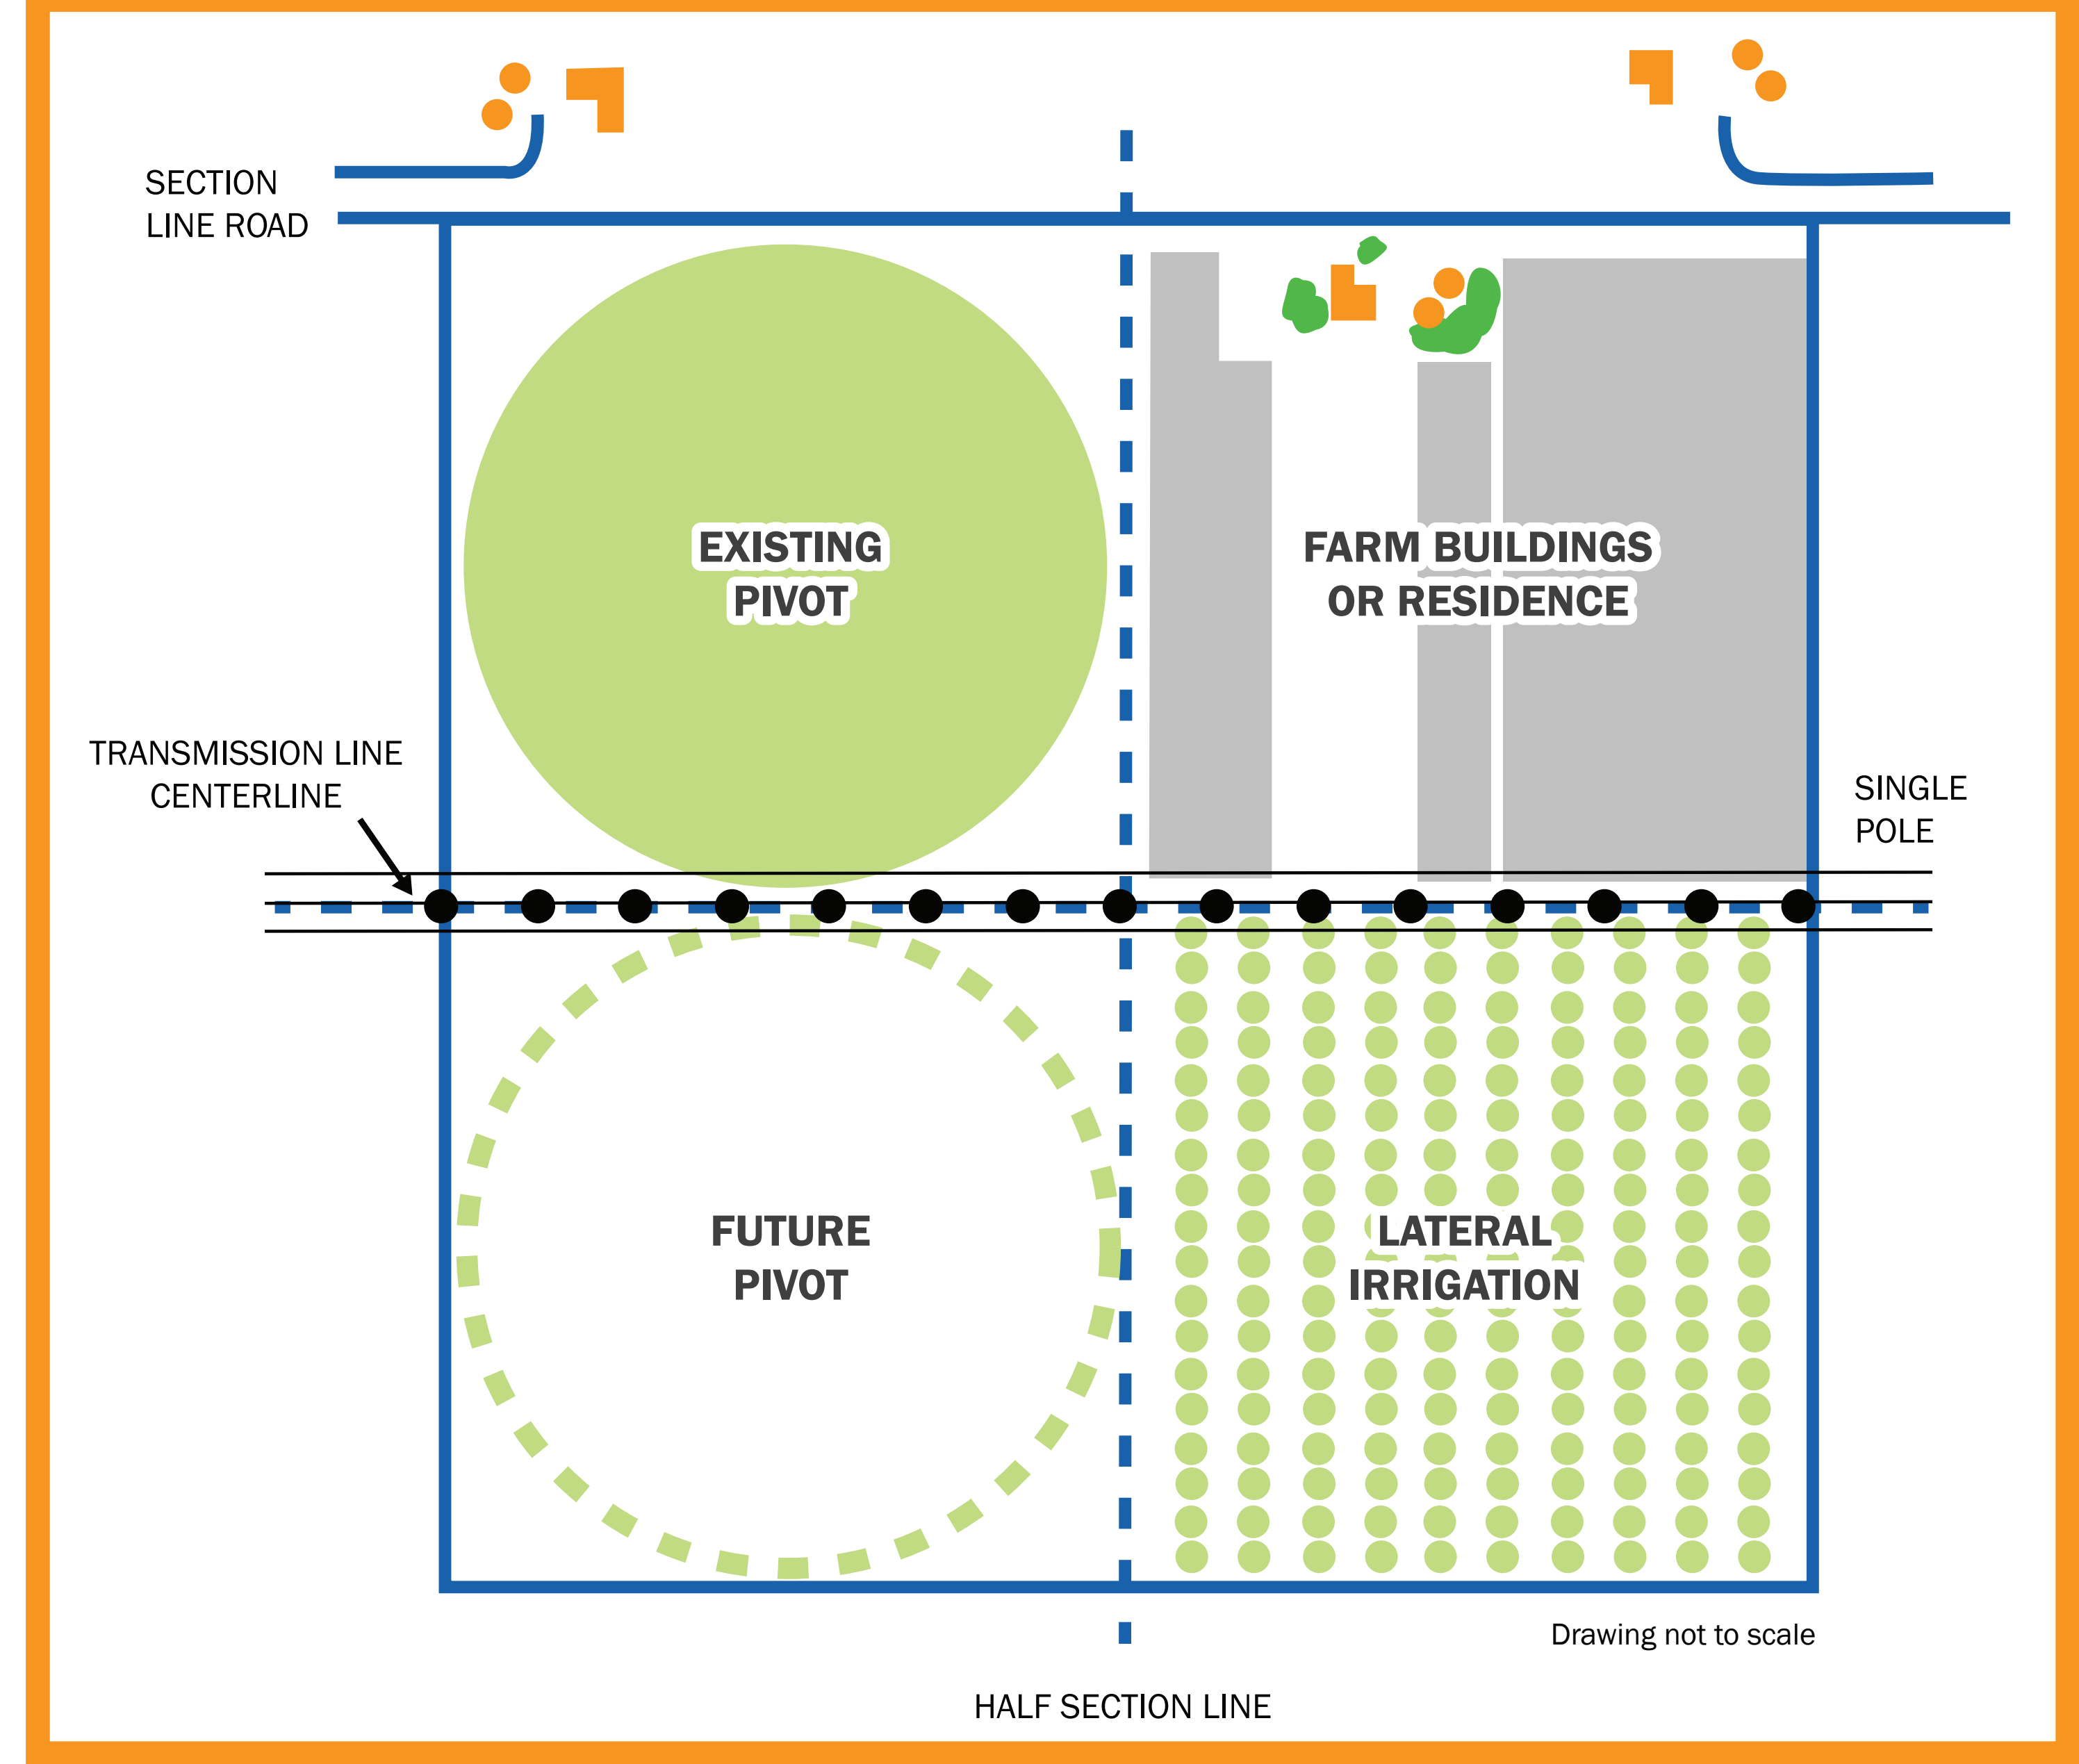 SECTION
LINE ROAD
EXISTING
PIVOT
FARM BUILDINGS
OR RESIDENCE
TRANSMISSION LINE
CENTERLINE
SINGLE
POLE
FUTURE
PIVOT
LATERAL
IRRIGATION
Drawing not to scale
HALF SECTION LINE